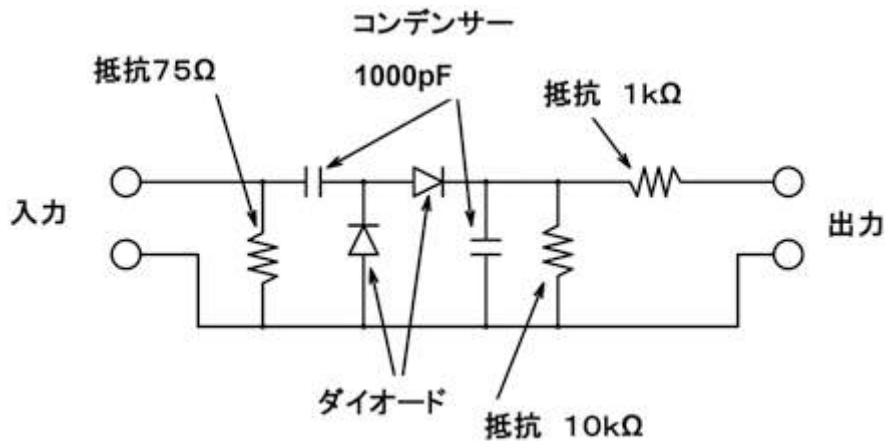 コンデンサー
1000pF
抵抗75Ω
抵抗 1kΩ
入力
出力
ダイオード
抵抗 10kΩ